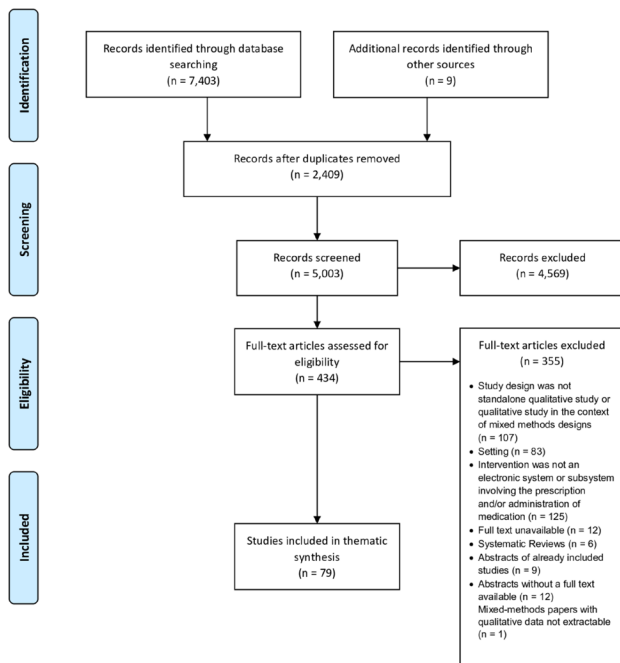 Identification
Records identified through database
searching
(n = 7,403)
Additional records identified through
other sources
(n = 9)
Records after duplicates removed
(n = 2,409)
Screening
Records screened
(n = 5,003)
Records excluded
(n = 4,569)
Eligibility
Full-text articles assessed for
eligibility
(n = 434)
Full-text articles excluded
(n = 355)
• Study design was not
standalone qualitative study or
qualitative study in the context
of mixed methods designs
(n = 107)
• Setting (n = 83)
• Intervention was not an
electronic system or subsystem
involving the prescription
and/or administration of
medication (n = 125)
• Full text unavailable (n = 12)
• Systematic Reviews (n = 6)
• Abstracts of already included
studies (n = 9)
• Abstracts without a full text
available (n = 12)
Mixed-methods papers with
qualitative data not extractable
(n = 1)
Included
Studies included in thematic
synthesis
(n = 79)